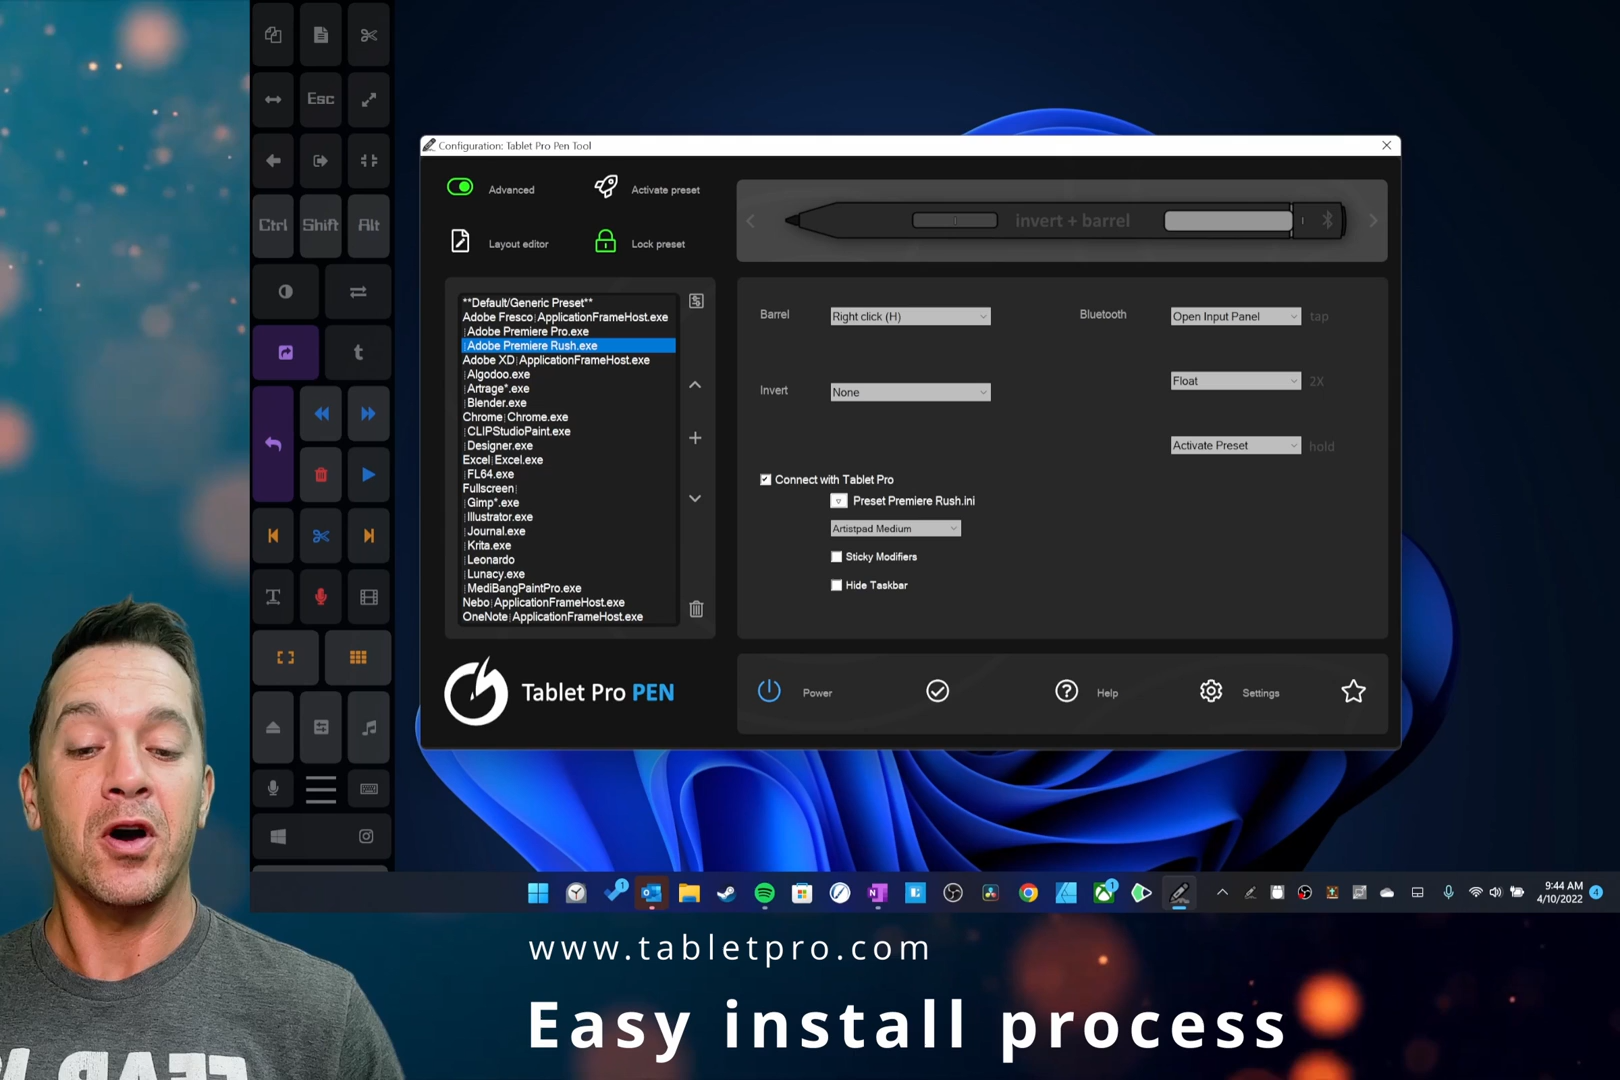 Esc
Ctrl Shift Alt
t
Configuration: Tablet Pro Pen Tool
Advanced
Activate preset
Layout editor
Lock preset
invert + barrel
**Default/Generic Preset**
Adobe Fresco|ApplicationFrameHost.exe
|Adobe Premiere Pro.exe
|Adobe Premiere Rush.exe
Adobe XD|ApplicationFrameHost.exe
|Algodoo.exe
|Artrage*.exe
|Blender.exe
Chrome|Chrome.exe
|CLIPStudioPaint.exe
|Designer.exe
Excel|Excel.exe
|FL64.exe
Fullscreen|
|Gimp*.exe
|Illustrator.exe
|Journal.exe
|Krita.exe
|Leonardo
|Lunacy.exe
|MediBangPaintPro.exe
Nebo|ApplicationFrameHost.exe
OneNote|ApplicationFrameHost.exe
Barrel
Right click (H)
Bluetooth
Open Input Panel
tap
Float
2X
Invert
None
Activate Preset
hold
Connect with Tablet Pro
Preset Premiere Rush.ini
Artistpad Medium
Sticky Modifiers
Hide Taskbar
Tablet Pro PEN
Power
Help
Settings
9:44 AM
4/10/2022
www.tabletpro.com
Easy install process